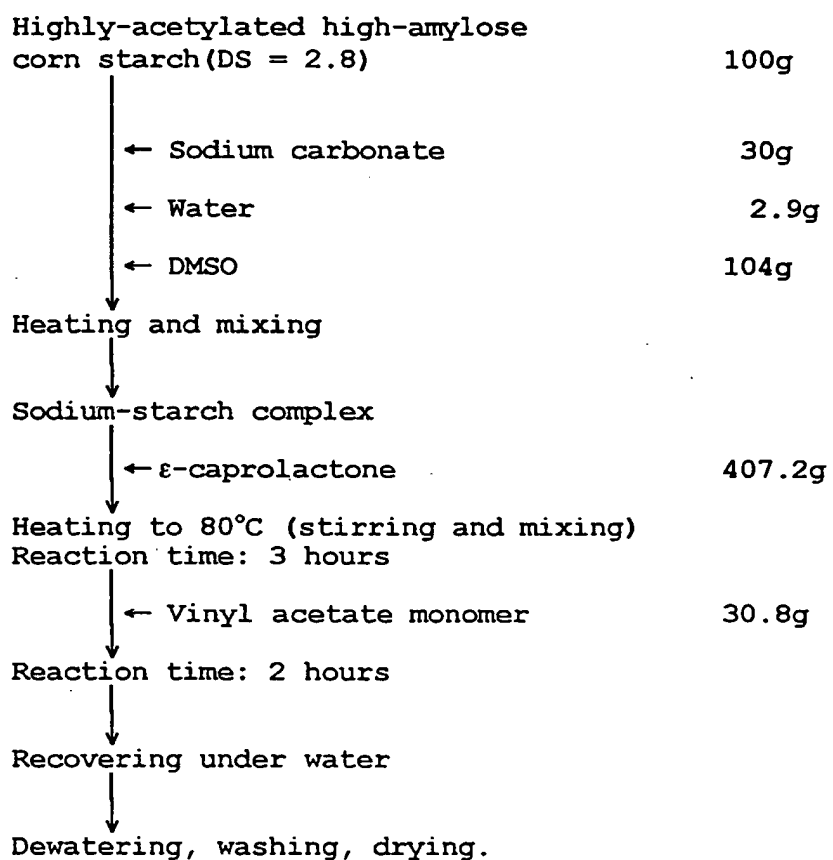 Highly-acetylated high-amylose
corn starch(DS = 2.8) 100g
← Sodium carbonate 30g
← Water 2.9g
← DMSO 104g
Heating and mixing
Sodium-starch complex
←ε-caprolactone 407.2g
Heating to 80°C (stirring and mixing)
Reaction time: 3 hours
← Vinyl acetate monomer 30.8g
Reaction time: 2 hours
Recovering under water
Dewatering, washing, drying.